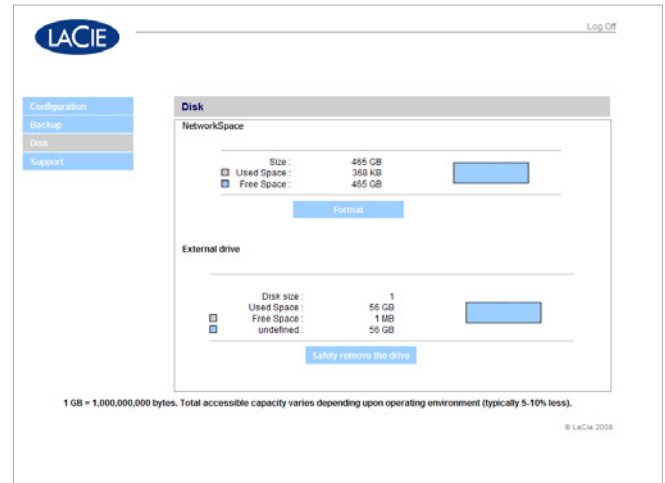 Log Off
LACIE
Configuration
Backup
Disk
Support
Disk
NetworkSpace
Size : 465 GB
Used Space : 368 KB
Free Space : 465 GB
Format
External drive
Disk size : 1
Used Space : 56 GB
Free Space : 1 MB
undefined : 56 GB
Safely remove the drive
1 GB = 1,000,000,000 bytes. Total accessible capacity varies depending upon operating environment (typically 5-10% less).
© LaCie 2008